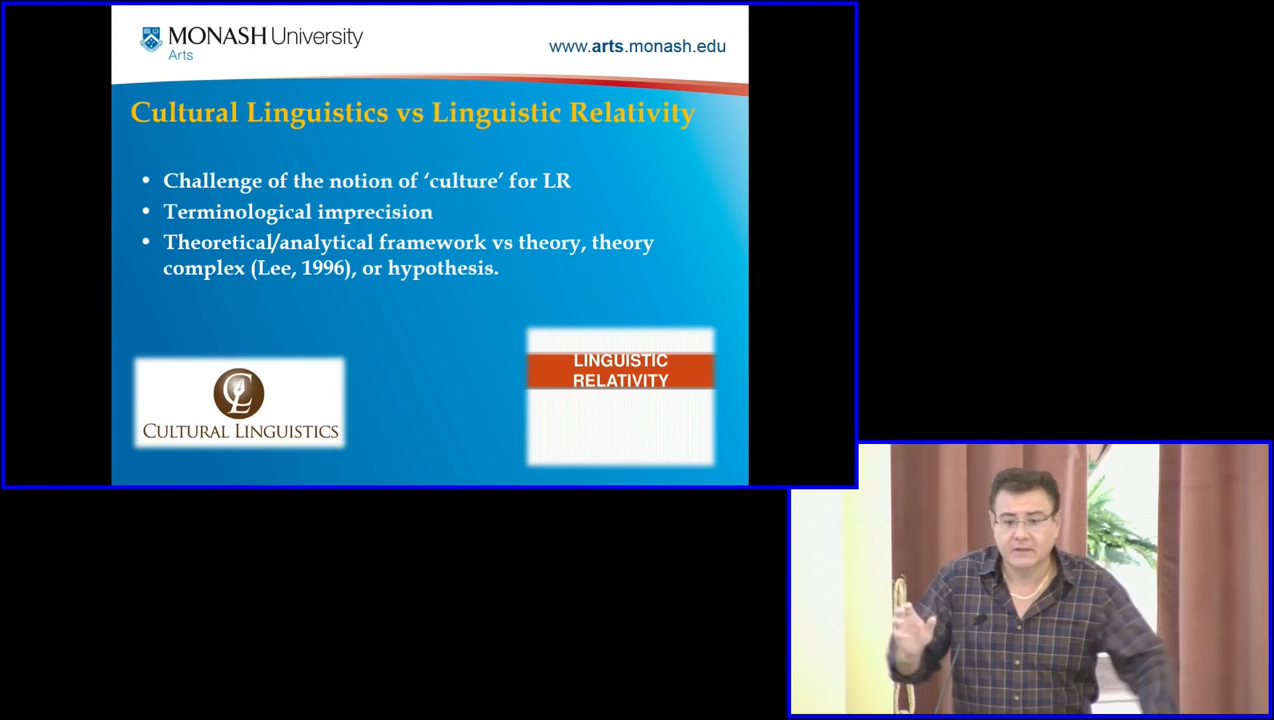 MONASH University
Arts
www.arts.monash.edu
Cultural Linguistics vs Linguistic Relativity
• Challenge of the notion of ‘culture’ for LR
• Terminological imprecision
• Theoretical/analytical framework vs theory, theory
complex (Lee, 1996), or hypothesis.
CL
CULTURAL LINGUISTICS
LINGUISTIC
RELATIVITY